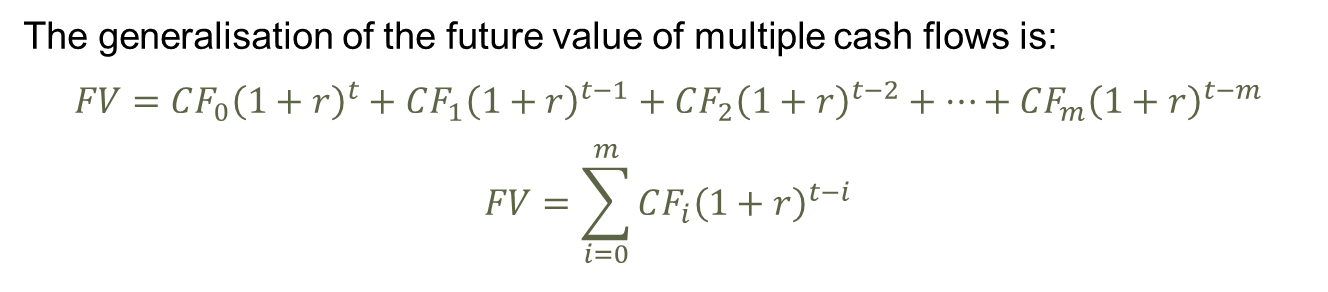 The generalisation of the future value of multiple cash flows is:
FV = CF₀(1 + r)ᵗ + CF₁(1 + r)ᵗ⁻¹ + CF₂(1 + r)ᵗ⁻² + ⋯ + CFₘ(1 + r)ᵗ⁻ᵐ
m
FV = ∑ CFᵢ(1 + r)ᵗ⁻ⁱ
i=0